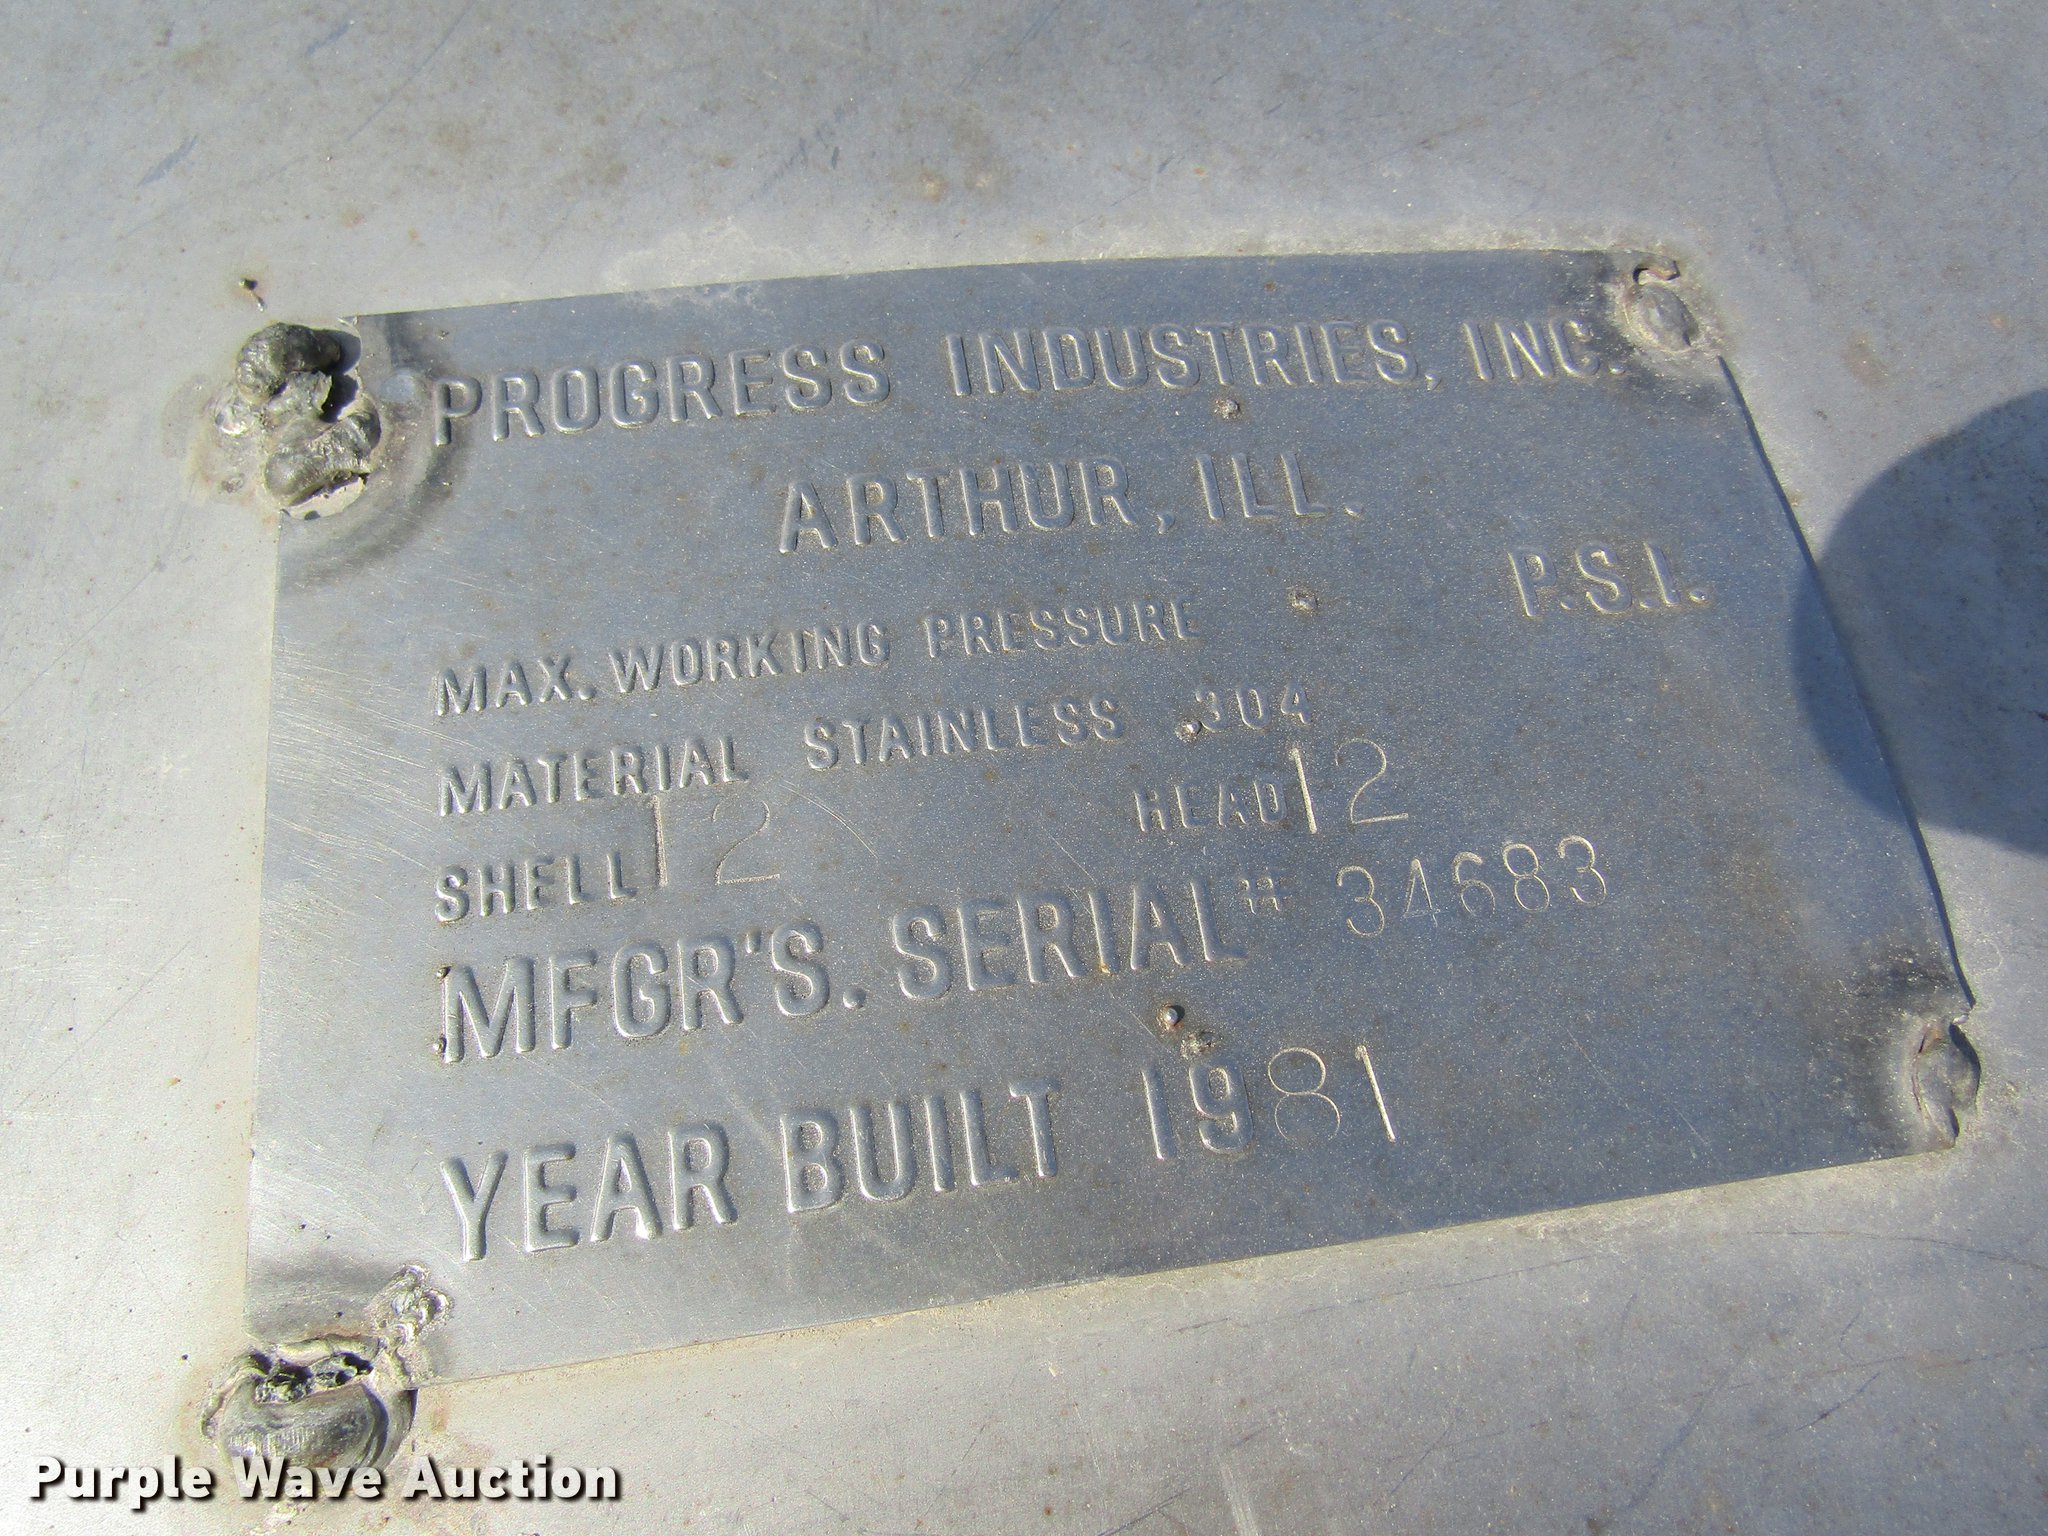 PROGRESS INDUSTRIES, INC.
ARTHUR, ILL.
MAX. WORKING PRESSURE P.S.I.
MATERIAL STAINLESS 304
SHELL 12 HEAD 12
MFGR'S. SERIAL # 34683
YEAR BUILT 1981
Purple Wave Auction